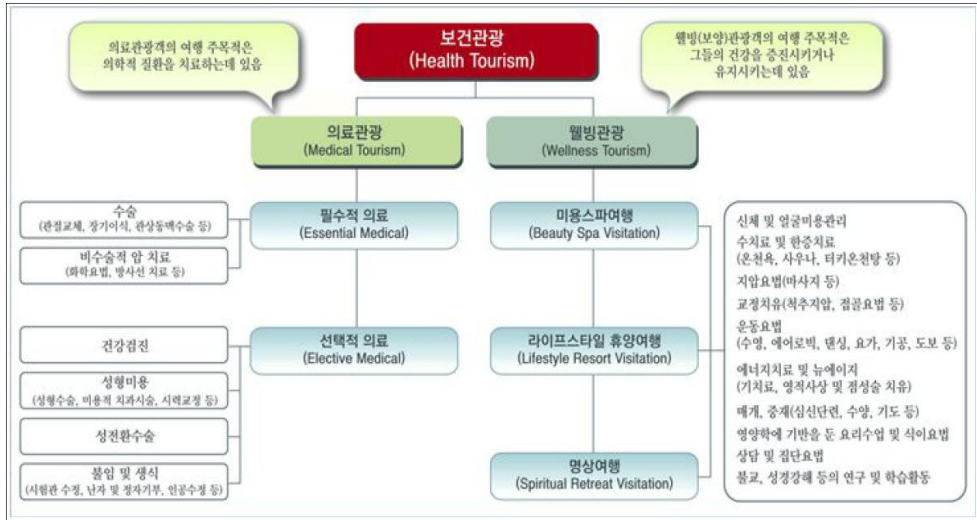 의료관광객의 여행 주목적은
의학적 질환을 치료하는데 있음
보건관광
(Health Tourism)
웰빙(보양)관광객의 여행 주목적은
그들의 건강을 증진시키거나
유지시키는데 있음
의료관광
(Medical Tourism)
웰빙관광
(Wellness Tourism)
수술
(관절교체, 장기이식, 관상동맥수술 등)
비수술적 암 치료
(화학요법, 방사선 치료 등)
필수적 의료
(Essential Medical)
건강검진
성형미용
(성형수술, 미용적 치과시술, 시력교정 등)
성전환수술
불임 및 생식
(시험관 수정, 난자 및 정자기부, 인공수정 등)
선택적 의료
(Elective Medical)
미용스파여행
(Beauty Spa Visitation)
라이프스타일 휴양여행
(Lifestyle Resort Visitation)
명상여행
(Spiritual Retreat Visitation)
신체 및 얼굴미용관리
수치료 및 한증치료
(온천욕, 사우나, 터키온천탕 등)
지압요법(마사지 등)
교정치유(척추지압, 접골요법 등)
운동요법
(수영, 에어로빅, 댄싱, 요가, 기공, 도보 등)
에너지치료 및 뉴에이지
(기치료, 영적사상 및 점성술 치유)
매개, 중재(심신단련, 수양, 기도 등)
영양학에 기반을 둔 요리수업 및 식이요법
상담 및 집단요법
불교, 성경강해 등의 연구 및 학습활동